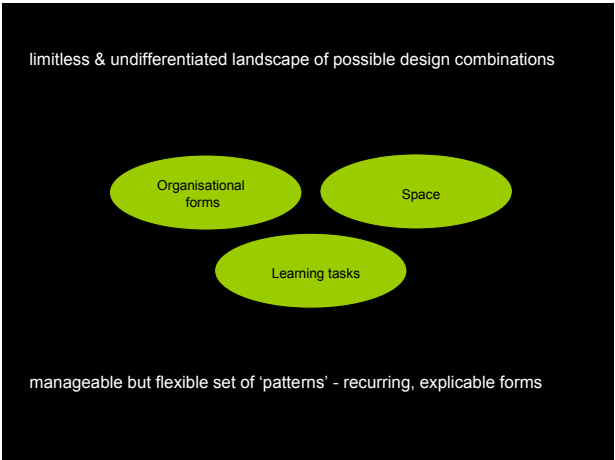 limitless & undifferentiated landscape of possible design combinations
Organisational
forms
Space
Learning tasks
manageable but flexible set of ‘patterns’ - recurring, explicable forms